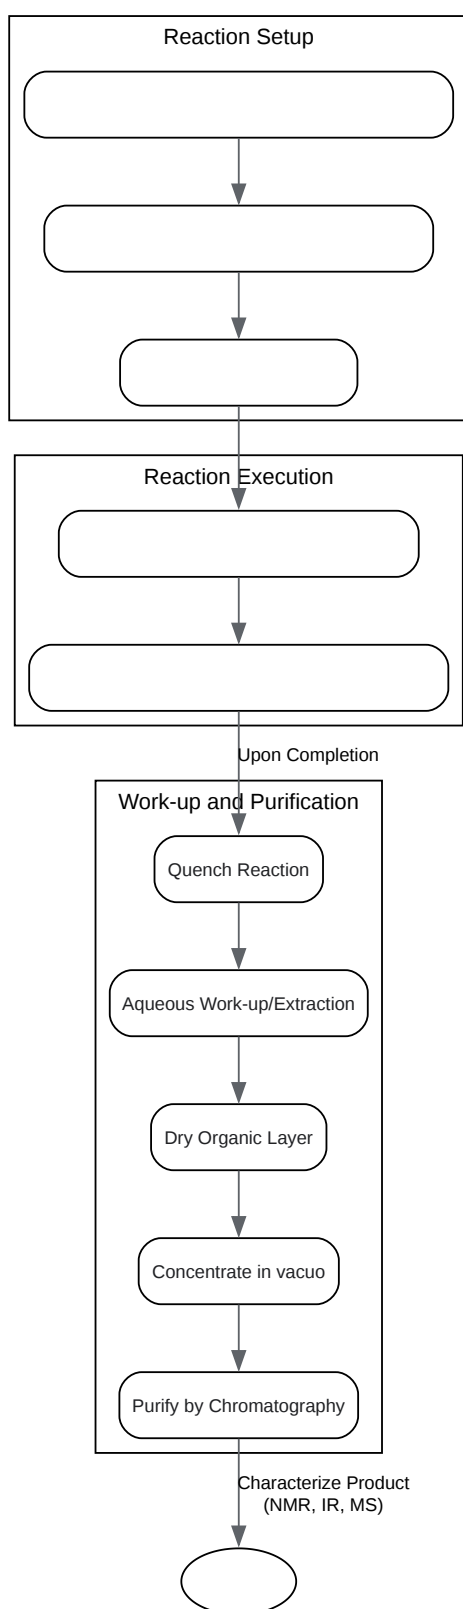 Reaction Setup
Reaction Execution
Upon Completion
Work-up and Purification
Quench Reaction
Aqueous Work-up/Extraction
Dry Organic Layer
Concentrate in vacuo
Purify by Chromatography
Characterize Product
(NMR, IR, MS)